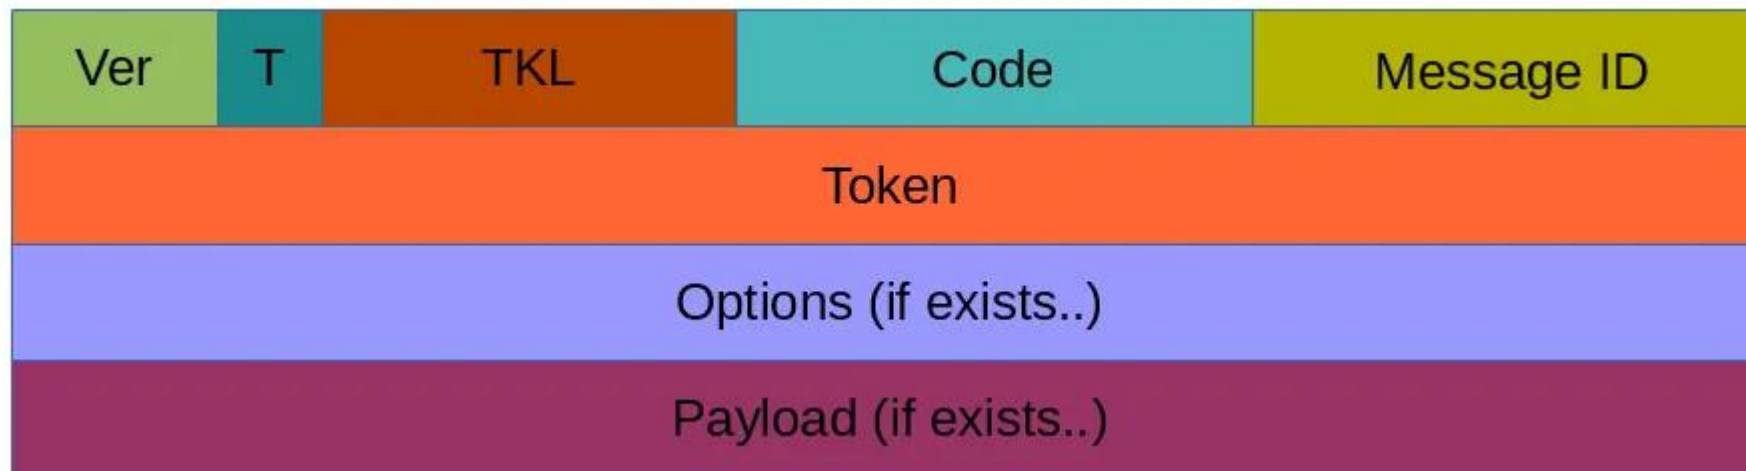 Ver T TKL Code Message ID
Token
Options (if exists..)
Payload (if exists..)